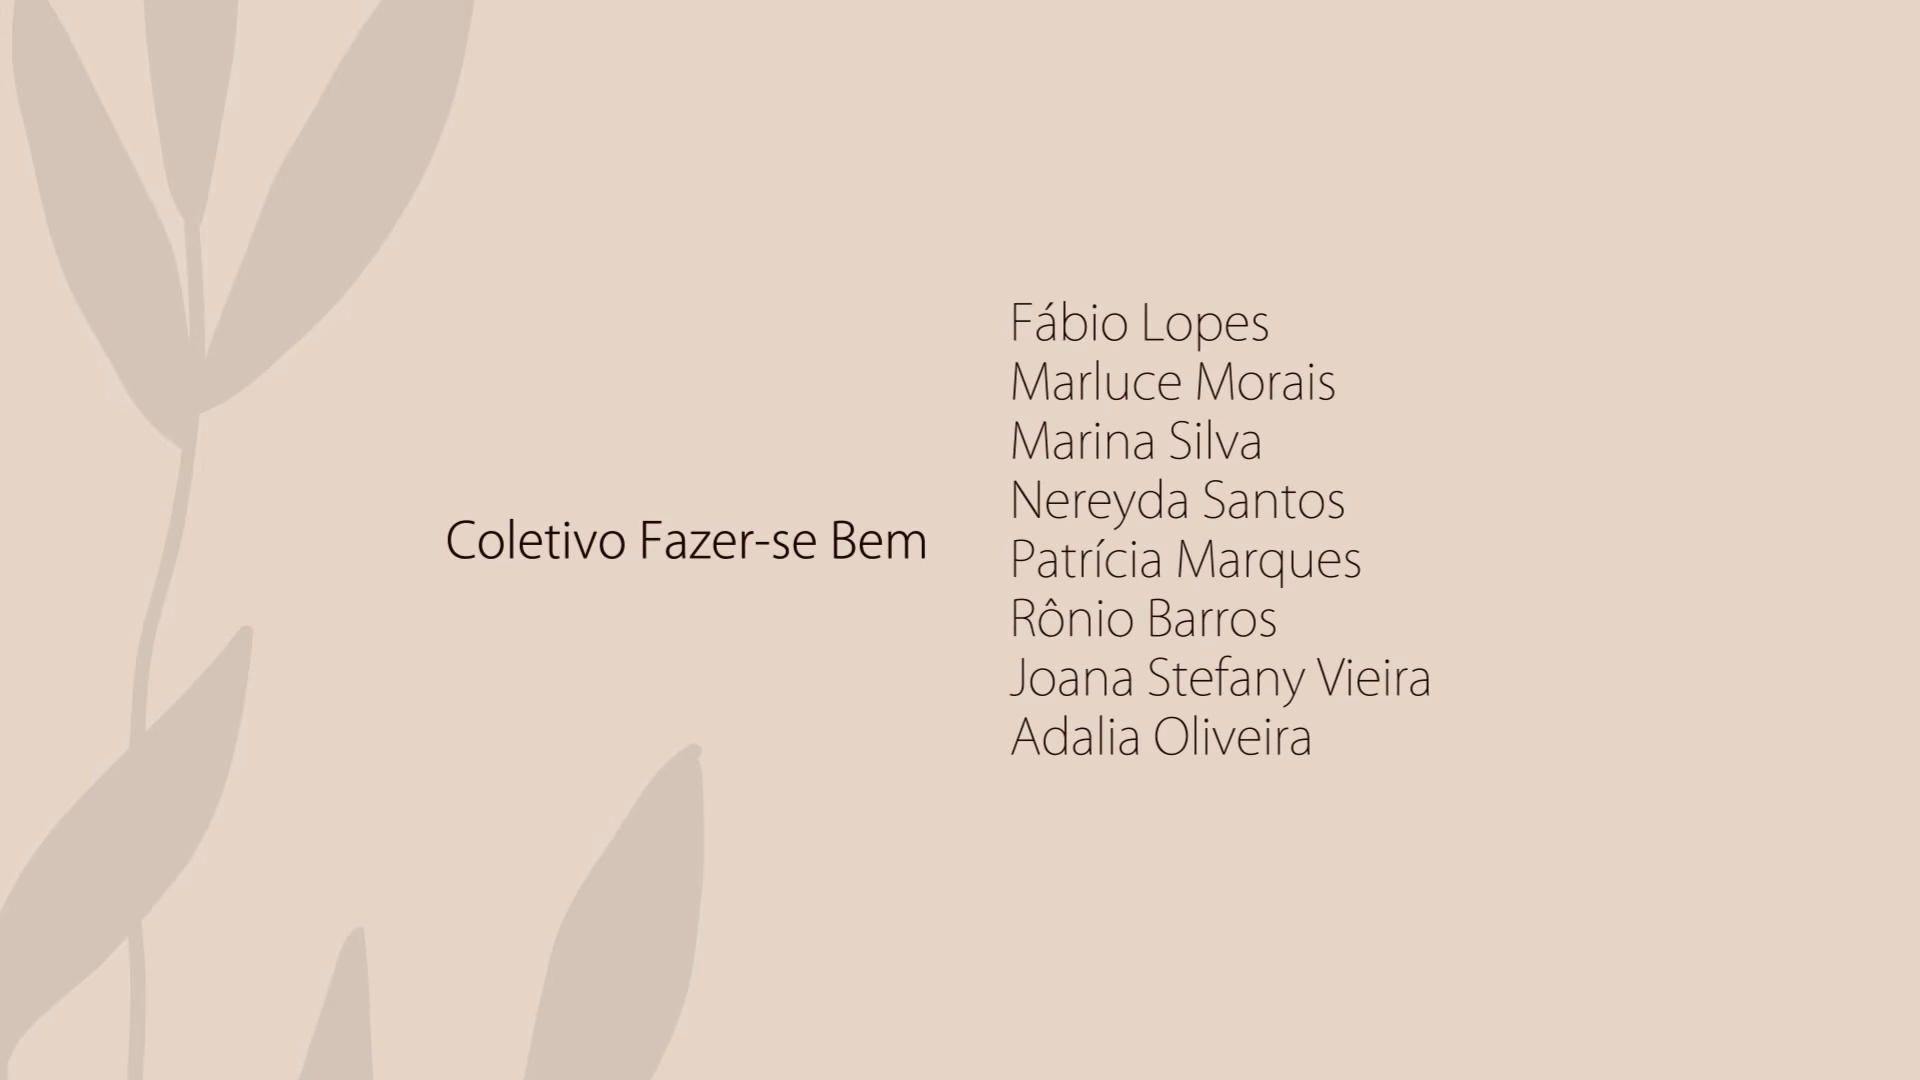 Coletivo Fazer-se Bem
Fábio Lopes
Marluce Morais
Marina Silva
Nereyda Santos
Patrícia Marques
Rônio Barros
Joana Stefany Vieira
Adalia Oliveira